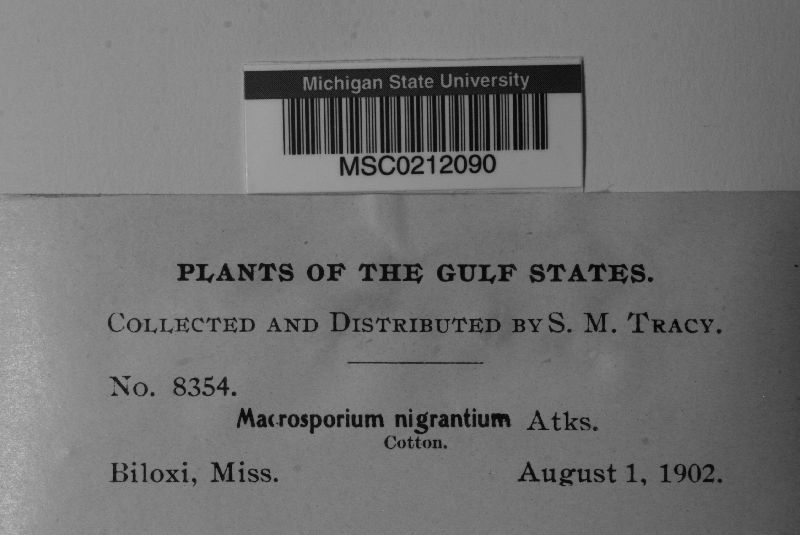 Michigan State University
MSC0212090
PLANTS OF THE GULF STATES.
COLLECTED AND DISTRIBUTED BY S. M. TRACY.
No. 8354.
Macrosporium nigrantium Atks.
Cotton.
Biloxi, Miss. August 1, 1902.